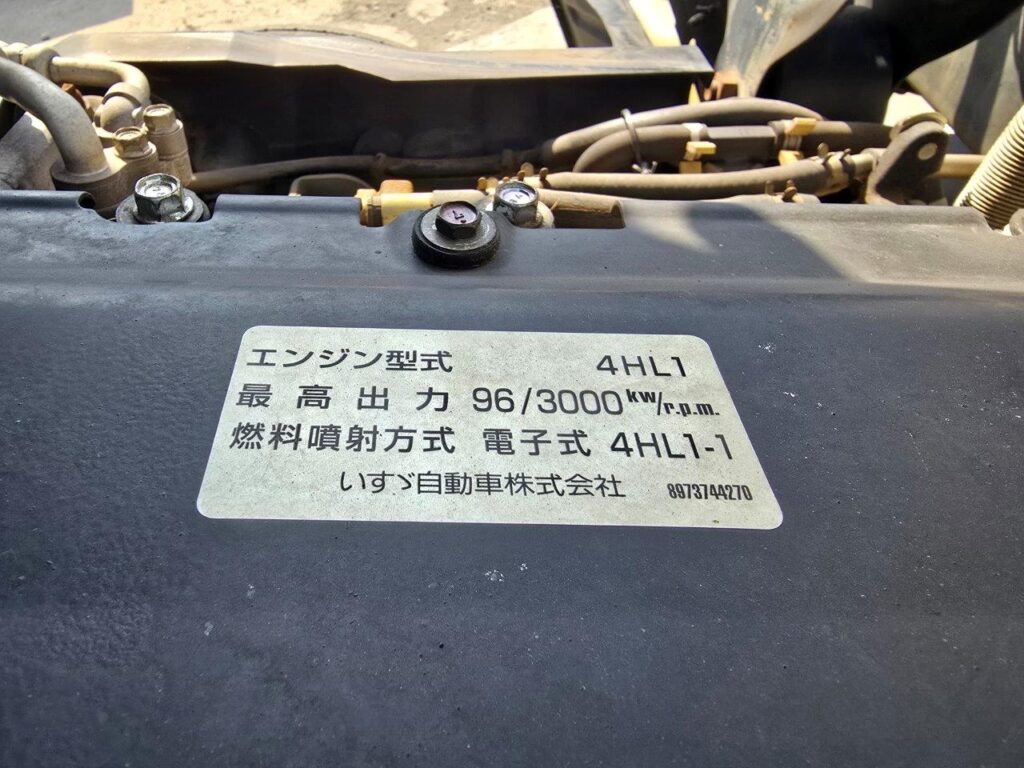 エンジン型式 4HL1
最高出力 96/3000kw/r.p.m.
燃料噴射方式 電子式 4HL1-1
いすゞ自動車株式会社 8973744270